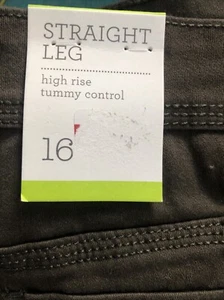 STRAIGHT
LEG
high rise
tummy control
16